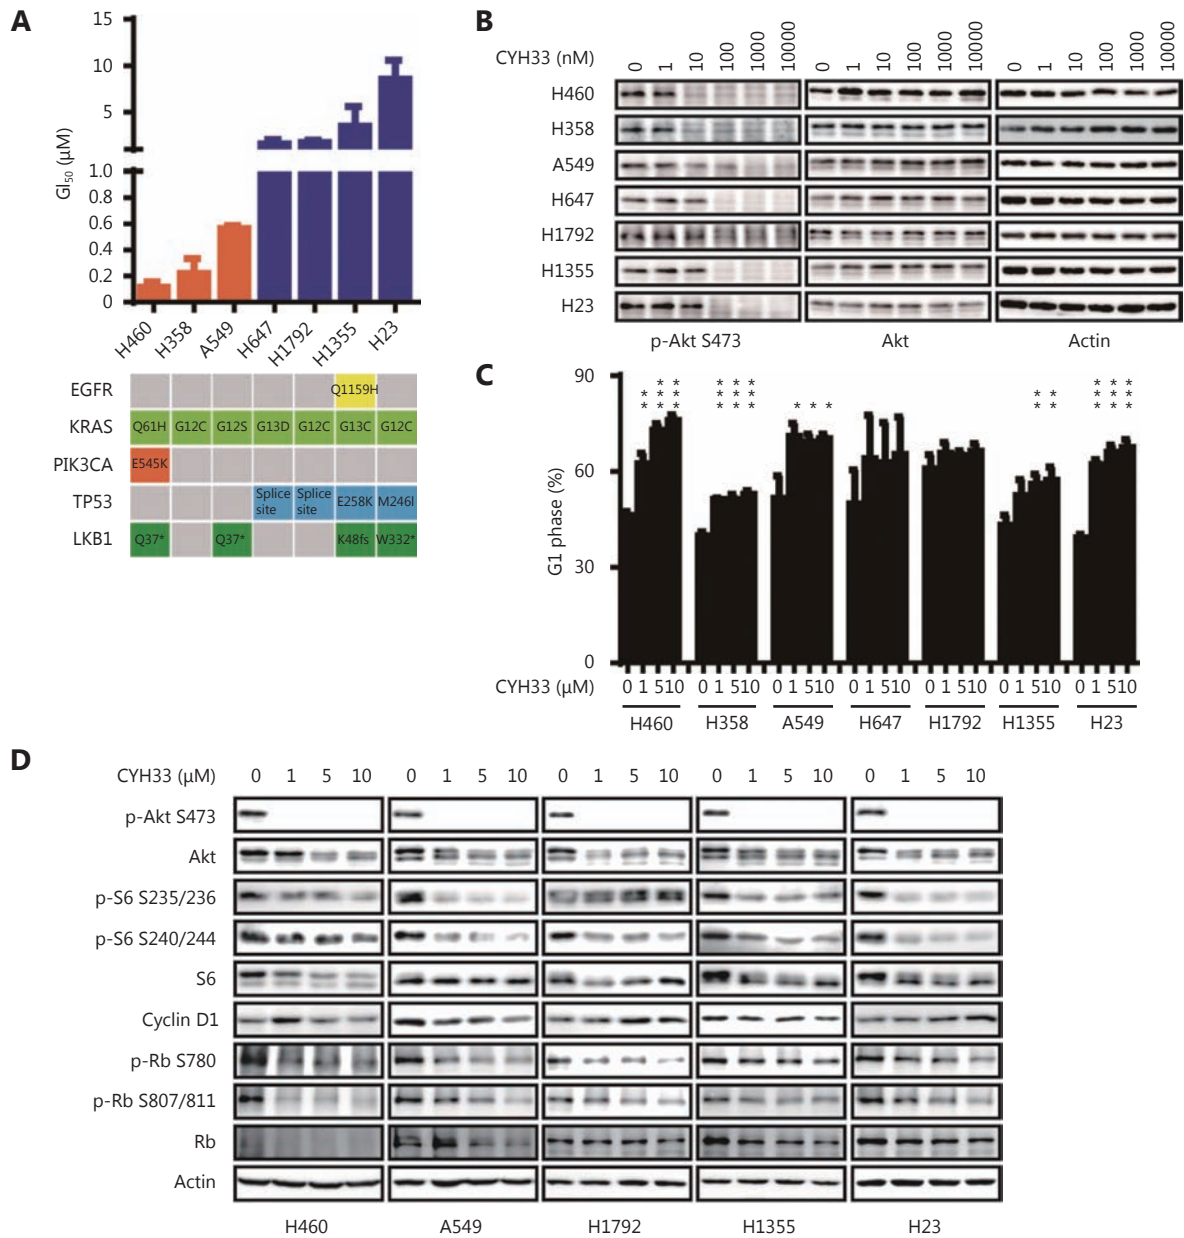 A
15
10
5
1.0
0.8
0.6
0.4
0.2
0
GI50 (μM)
H460 H358 A549 H647 H1792 H1355 H23
EGFR Q1159H
KRAS Q61H G12C G12S G13D G12C G13C G12C
PIK3CA E545K
TP53 Splice site Splice site E258K M246I
LKB1 Q37* Q37* K48fs W332*
B
CYH33 (nM) 0 1 10 100 1000 10000 0 1 10 100 1000 10000 0 1 10 100 1000 10000
H460
H358
A549
H647
H1792
H1355
H23
p-Akt S473 Akt Actin
C
90
60
30
0
G1 phase (%)
** *** *** *** *** *** * * * ** ** *** *** ***
CYH33 (μM) 0 1 5 10 0 1 5 10 0 1 5 10 0 1 5 10 0 1 5 10 0 1 5 10 0 1 5 10
H460 H358 A549 H647 H1792 H1355 H23
D
CYH33 (μM) 0 1 5 10 0 1 5 10 0 1 5 10 0 1 5 10 0 1 5 10
p-Akt S473
Akt
p-S6 S235/236
p-S6 S240/244
S6
Cyclin D1
p-Rb S780
p-Rb S807/811
Rb
Actin
H460 A549 H1792 H1355 H23